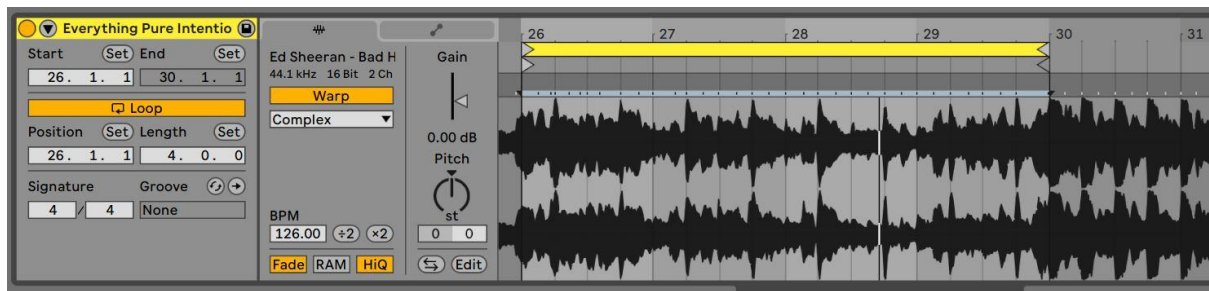 Everything Pure Intentio
Start Set End Set
26. 1. 1 30. 1. 1
Loop
Position Set Length Set
26. 1. 1 4. 0. 0
Signature Groove
4 / 4 None
Ed Sheeran - Bad H
44.1 kHz 16 Bit 2 Ch
Warp
Complex
BPM
126.00 ÷2 ×2
Fade RAM HiQ
Gain
0.00 dB
Pitch
st
0 0
Edit
26 27 28 29 30 31